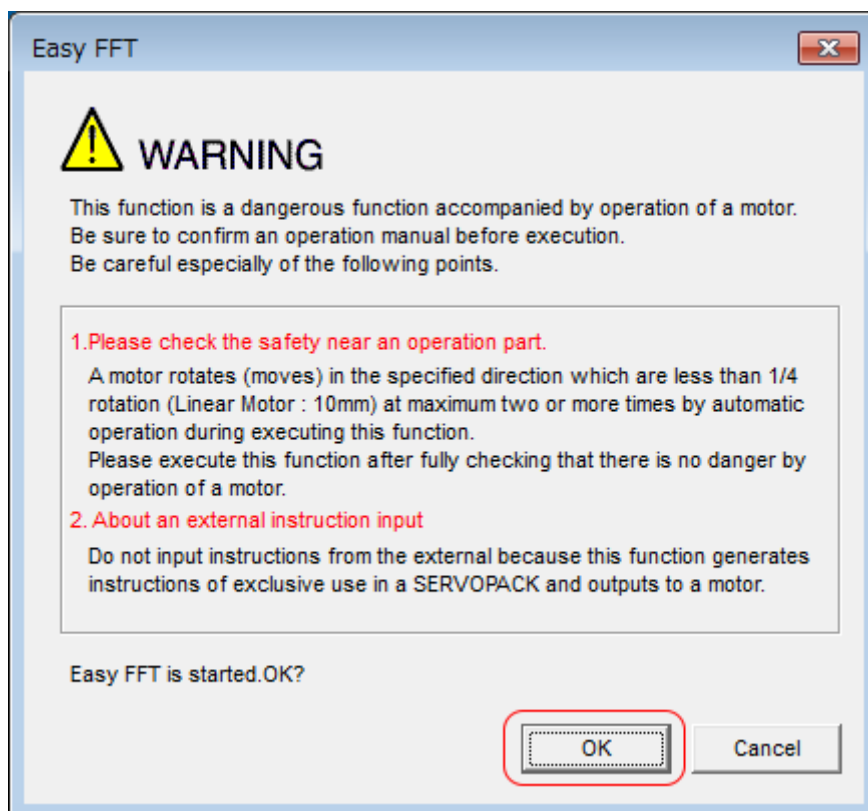 Easy FFT
WARNING
This function is a dangerous function accompanied by operation of a motor.
Be sure to confirm an operation manual before execution.
Be careful especially of the following points.
1.Please check the safety near an operation part.
A motor rotates (moves) in the specified direction which are less than 1/4
rotation (Linear Motor : 10mm) at maximum two or more times by automatic
operation during executing this function.
Please execute this function after fully checking that there is no danger by
operation of a motor.
2. About an external instruction input
Do not input instructions from the external because this function generates
instructions of exclusive use in a SERVOPACK and outputs to a motor.
Easy FFT is started.OK?
OK Cancel